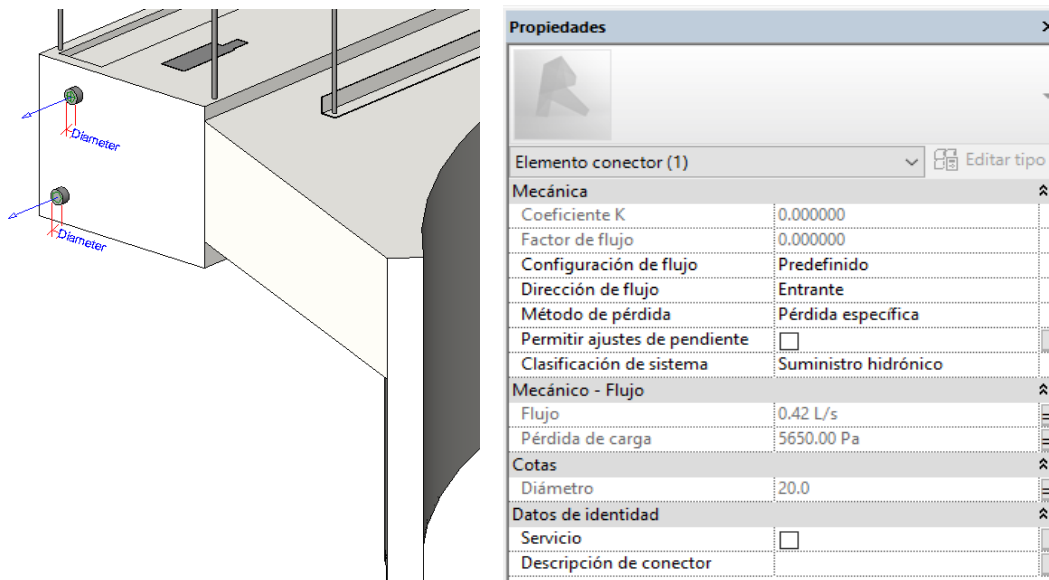 Diameter
Diameter
Propiedades
Elemento conector (1)
Editar tipo
Mecánica
Coeficiente K 0.000000
Factor de flujo 0.000000
Configuración de flujo Predefinido
Dirección de flujo Entrante
Método de pérdida Pérdida específica
Permitir ajustes de pendiente
Clasificación de sistema Suministro hidrónico
Mecánico - Flujo
Flujo 0.42 L/s
Pérdida de carga 5650.00 Pa
Cotas
Diámetro 20.0
Datos de identidad
Servicio
Descripción de conector